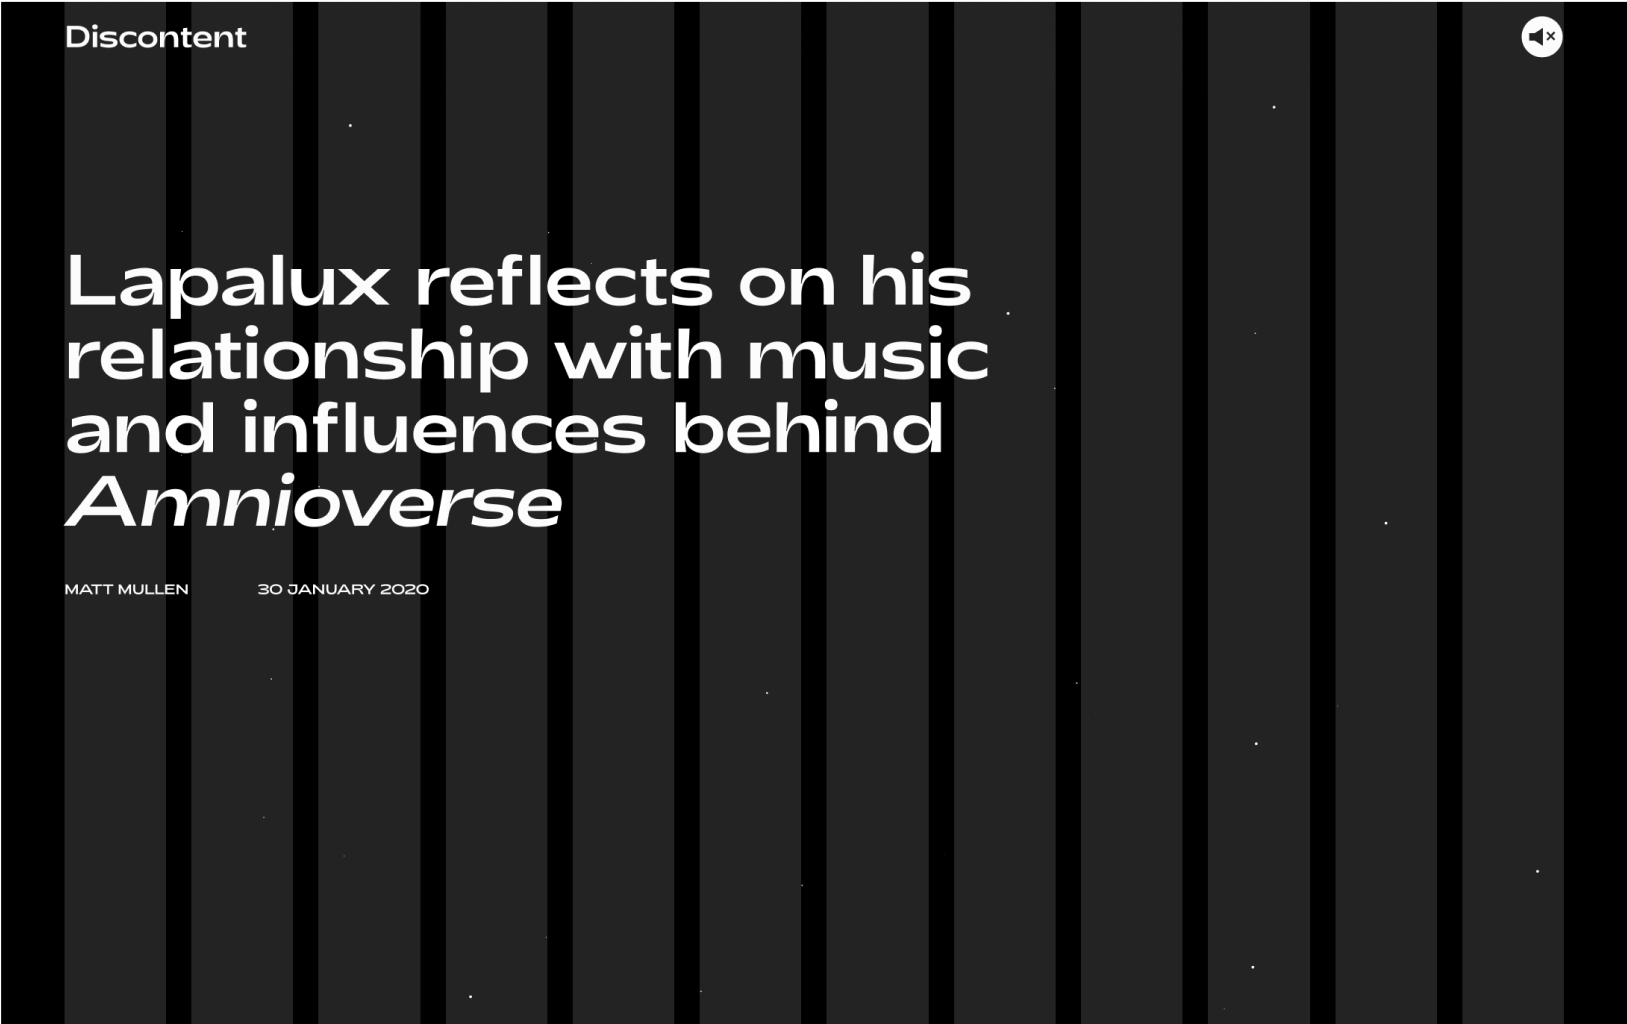 Discontent
Lapalux reflects on his
relationship with music
and influences behind
Amnioverse
MATT MULLEN 30 JANUARY 2020